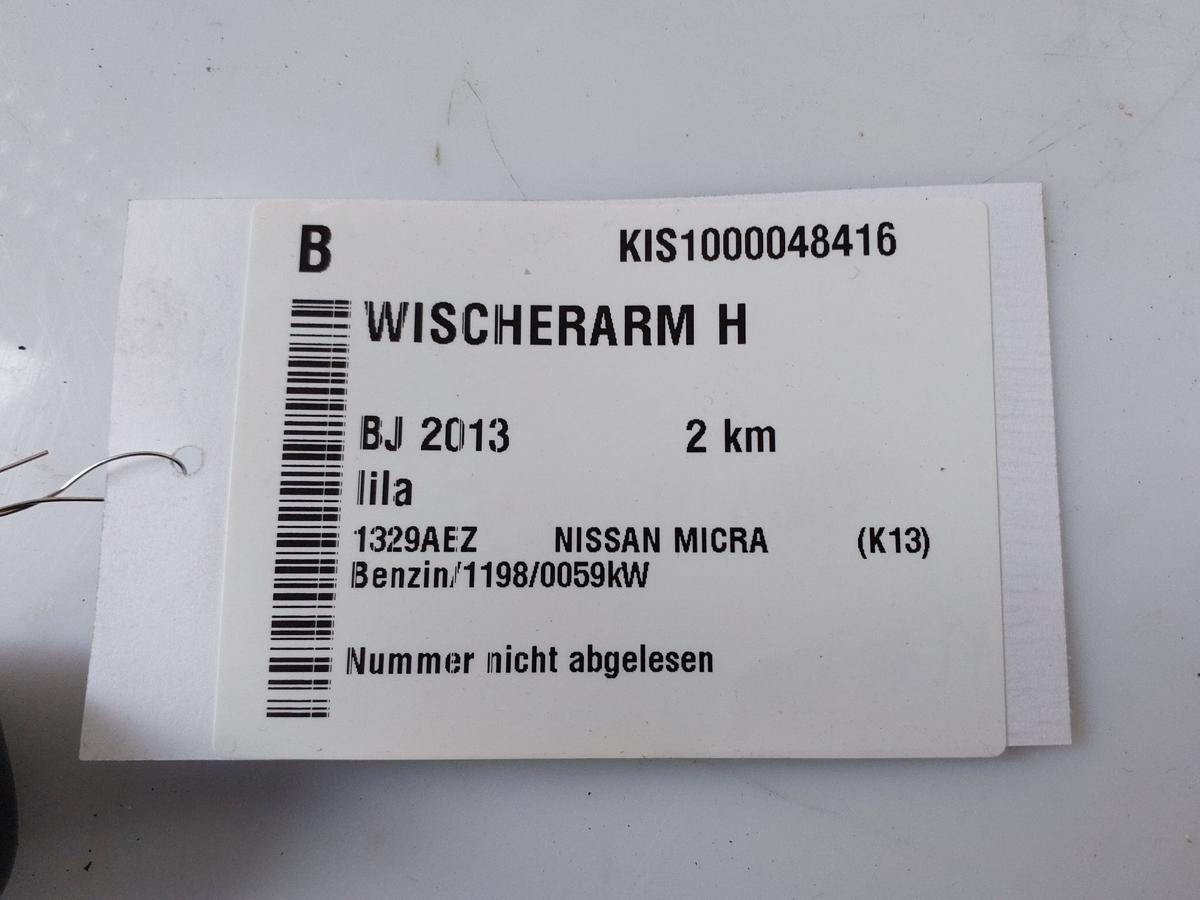 B KIS1000048416
WISCHERARM H
BJ 2013 2 km
lila
1329AEZ NISSAN MICRA (K13)
Benzin/1198/0059kW
Nummer nicht abgelesen